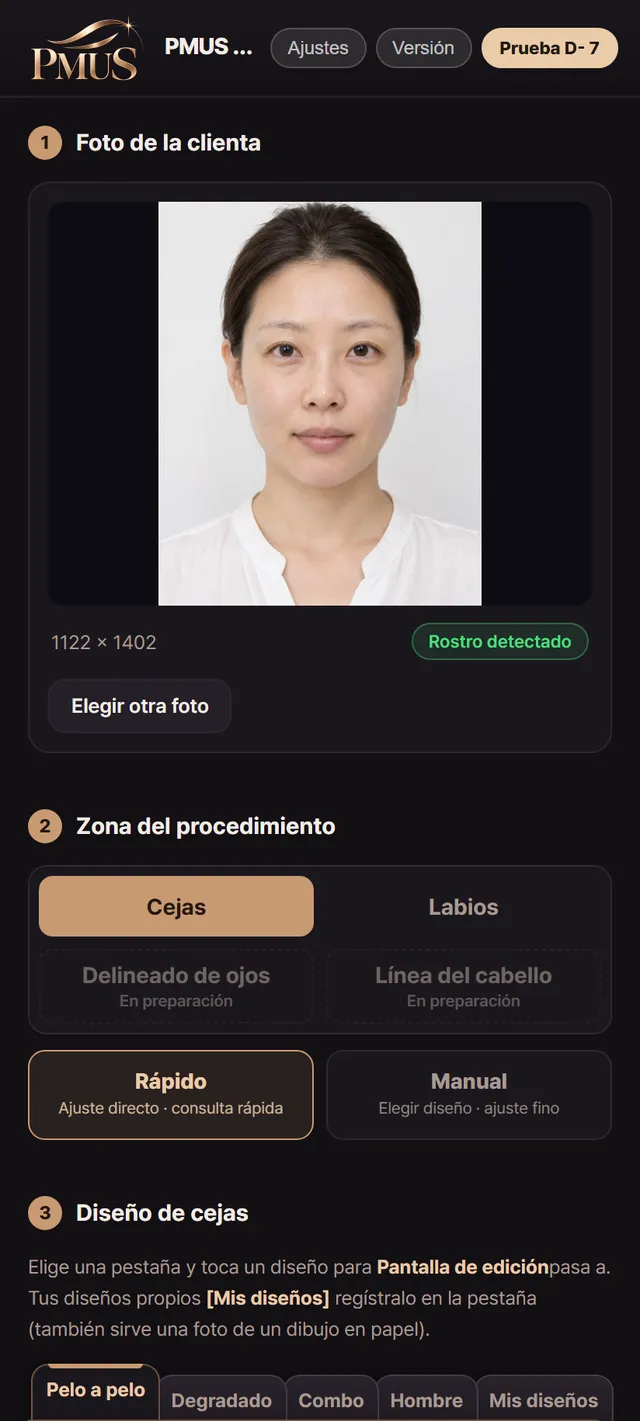 PMUS
PMUS ...
Ajustes
Versión
Prueba D- 7
1
Foto de la clienta
1122 × 1402
Rostro detectado
Elegir otra foto
2
Zona del procedimiento
Cejas
Labios
Delineado de ojos
En preparación
Línea del cabello
En preparación
Rápido
Ajuste directo · consulta rápida
Manual
Elegir diseño · ajuste fino
3
Diseño de cejas
Elige una pestaña y toca un diseño para Pantalla de ediciónpasa a.
Tus diseños propios [Mis diseños] regístralo en la pestaña
(también sirve una foto de un dibujo en papel).
Pelo a pelo
Degradado
Combo
Hombre
Mis diseños